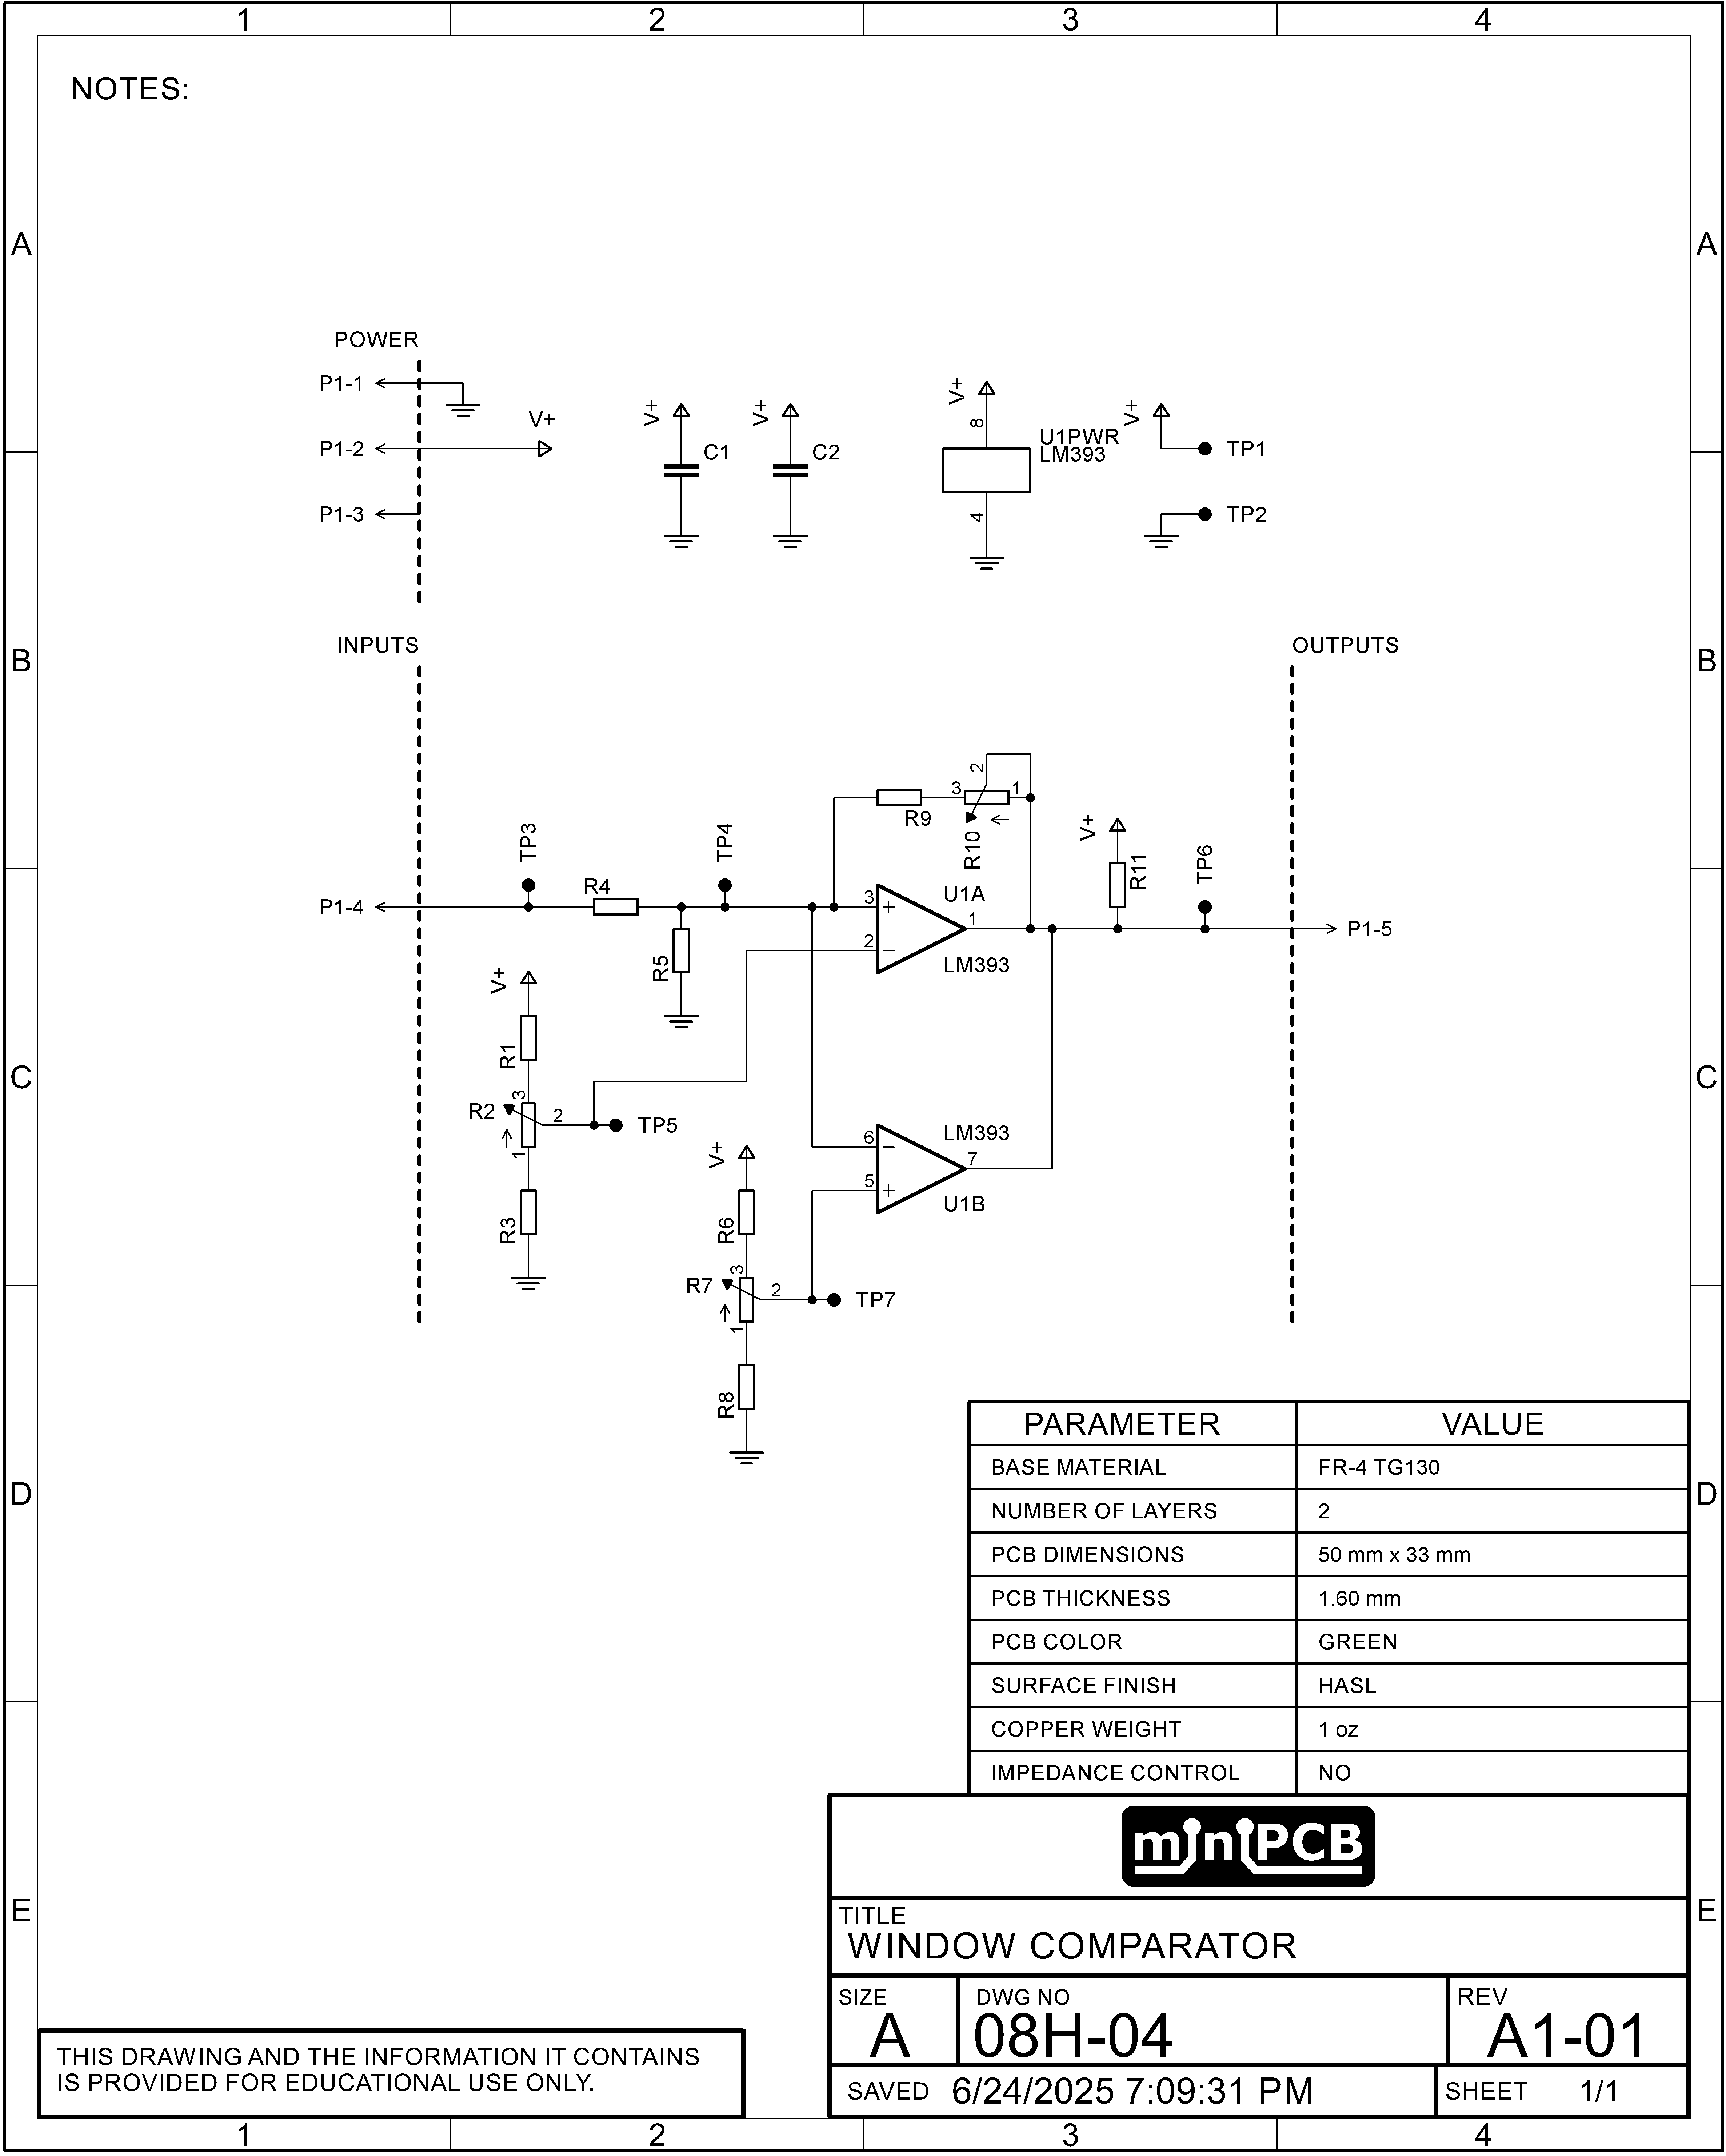 1 2 3 4
NOTES:
A A
POWER
P1-1
V+
P1-2
P1-3
V+
C1
V+
C2
V+
8
U1PWR
LM393
4
V+
TP1
TP2
INPUTS
OUTPUTS
B B
2
3 1
R9
R10
TP3
TP4
V+
R11
TP6
P1-4
R4
R5
3 +
2 −
U1A
1
LM393
P1-5
V+
R1
C C
3
R2
2
TP5
1
R3
6 −
5 +
LM393
7
U1B
V+
R6
3
R7
2
TP7
1
R8
PARAMETER VALUE
BASE MATERIAL FR-4 TG130
NUMBER OF LAYERS 2
D D
PCB DIMENSIONS 50 mm x 33 mm
PCB THICKNESS 1.60 mm
PCB COLOR GREEN
SURFACE FINISH HASL
COPPER WEIGHT 1 oz
IMPEDANCE CONTROL NO
miniPCB
E E
TITLE
WINDOW COMPARATOR
SIZE
A
DWG NO
08H-04
REV
A1-01
SAVED 6/24/2025 7:09:31 PM
SHEET 1/1
THIS DRAWING AND THE INFORMATION IT CONTAINS
IS PROVIDED FOR EDUCATIONAL USE ONLY.
1 2 3 4